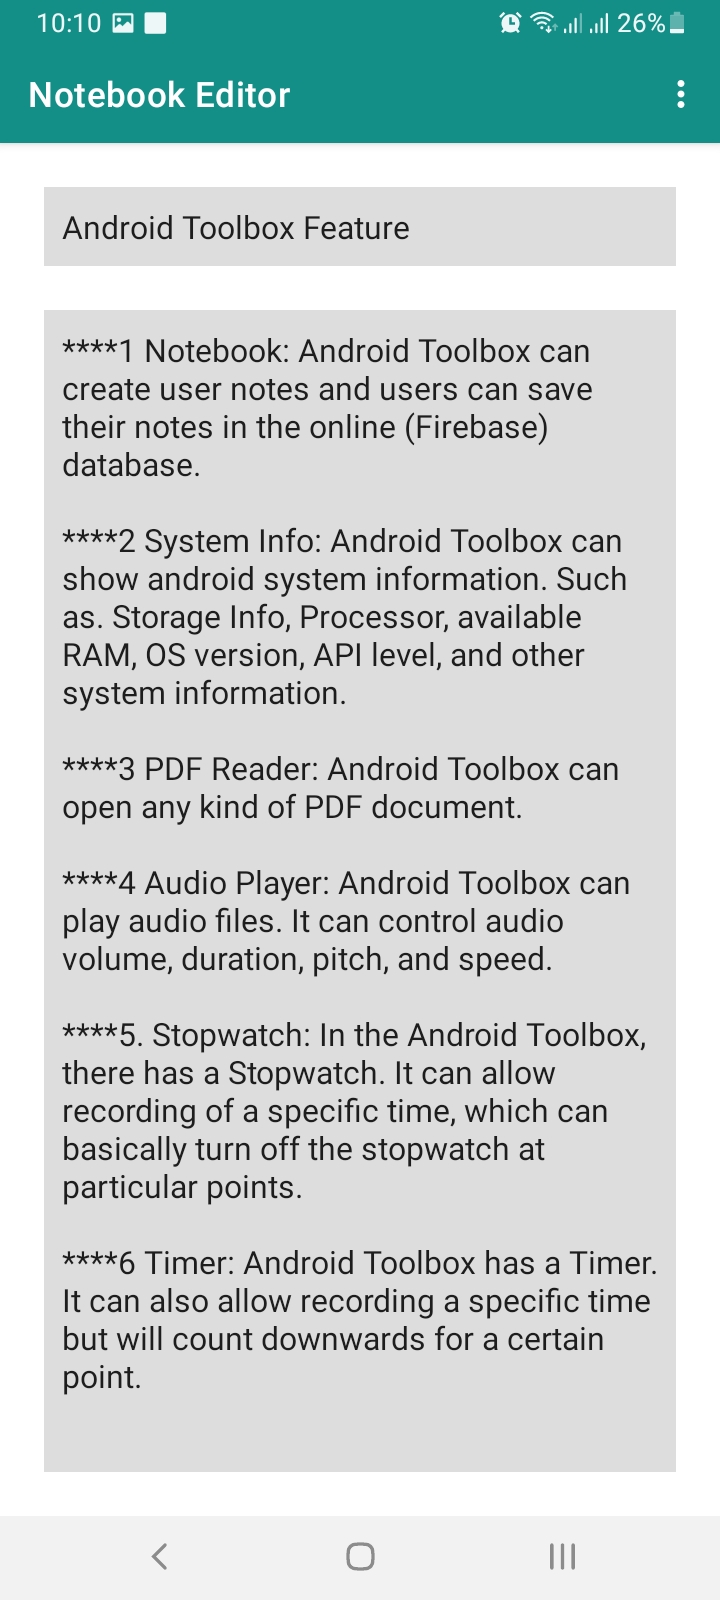 10:10
26%
Notebook Editor
Android Toolbox Feature
****1 Notebook: Android Toolbox can
create user notes and users can save
their notes in the online (Firebase)
database.
****2 System Info: Android Toolbox can
show android system information. Such
as. Storage Info, Processor, available
RAM, OS version, API level, and other
system information.
****3 PDF Reader: Android Toolbox can
open any kind of PDF document.
****4 Audio Player: Android Toolbox can
play audio files. It can control audio
volume, duration, pitch, and speed.
****5. Stopwatch: In the Android Toolbox,
there has a Stopwatch. It can allow
recording of a specific time, which can
basically turn off the stopwatch at
particular points.
****6 Timer: Android Toolbox has a Timer.
It can also allow recording a specific time
but will count downwards for a certain
point.